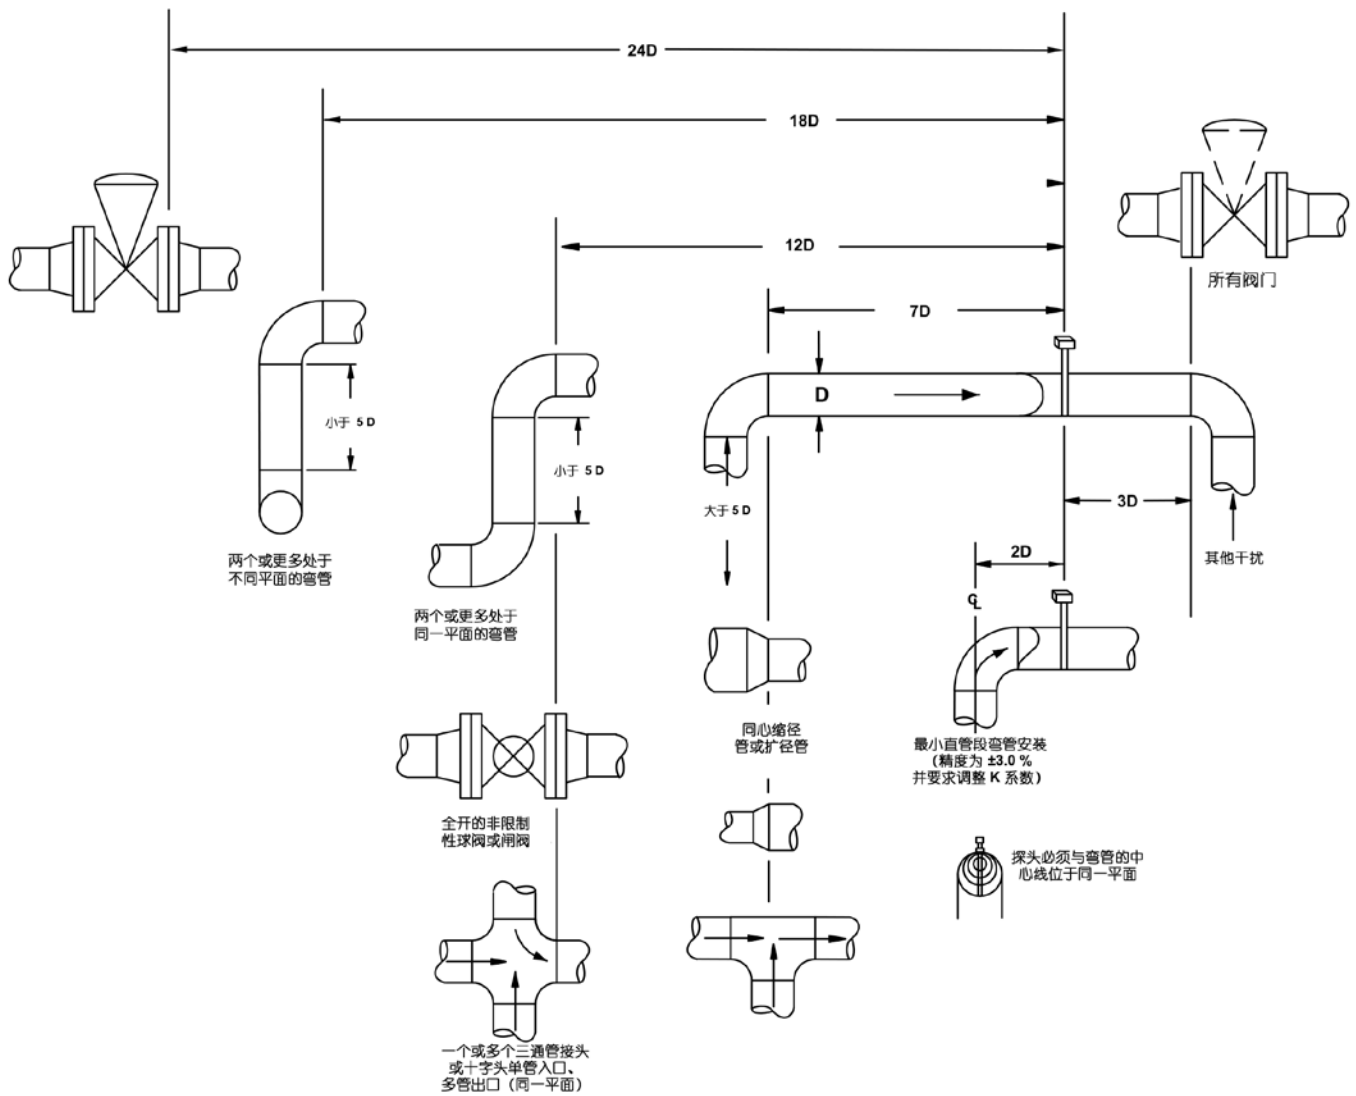 24D
18D
12D
所有阀门
7D
D
小于 5 D
小于 5 D
大于 5 D
3D
2D
其他干扰
两个或更多处于
不同平面的弯管
℄
两个或更多处于
同一平面的弯管
同心缩径
管或扩径管
最小直管段弯管安装
（精度为 ±3.0 %
并要求调整 K 系数）
全开的非限制
性球阀或闸阀
探头必须与弯管的中
心线位于同一平面
一个或多个三通管接头
或十字头单管入口、
多管出口（同一平面）